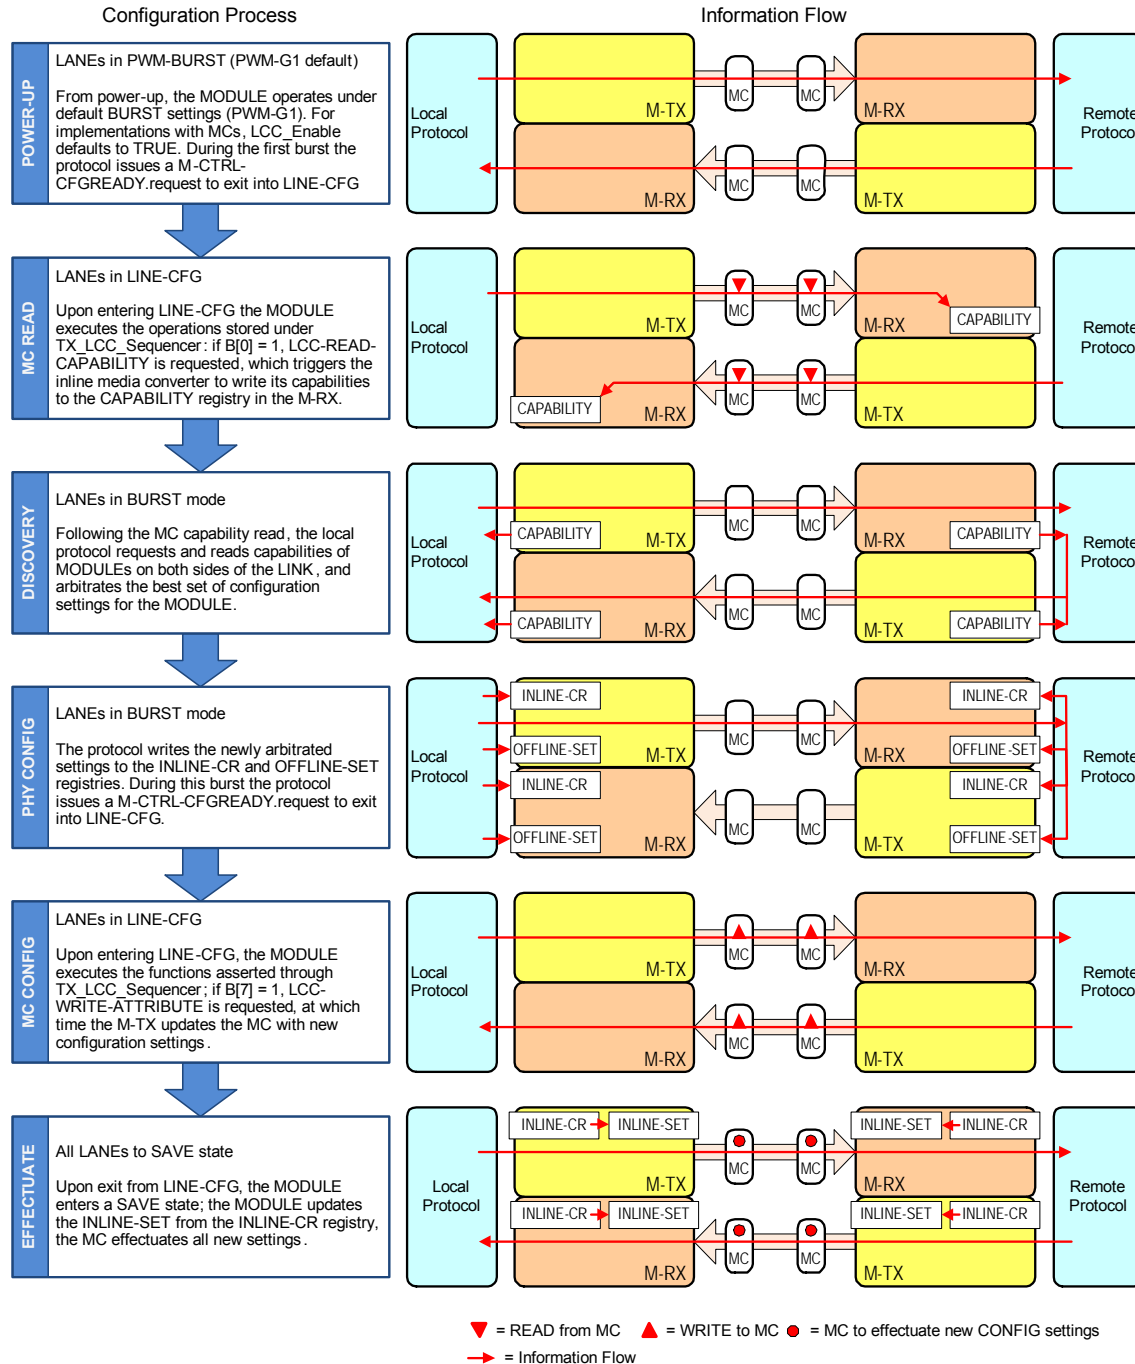 Configuration Process
Information Flow
POWER-UP
LANEs in PWM-BURST (PWM-G1 default)
From power-up, the MODULE operates under
default BURST settings (PWM-G1). For
implementations with MCs, LCC_Enable
defaults to TRUE. During the first burst the
protocol issues a M-CTRL-
CFGREADY.request to exit into LINE-CFG
Local
Protocol
M-TX
MC
MC
M-RX
Remote
Protocol
M-RX
MC
MC
M-TX
MC READ
LANEs in LINE-CFG
Upon entering LINE-CFG the MODULE
executes the operations stored under
TX_LCC_Sequencer: if B[0] = 1, LCC-READ-
CAPABILITY is requested, which triggers the
inline media converter to write its capabilities
to the CAPABILITY registry in the M-RX.
Local
Protocol
M-TX
MC
MC
M-RX
CAPABILITY
Remote
Protocol
CAPABILITY
M-RX
MC
MC
M-TX
DISCOVERY
LANEs in BURST mode
Following the MC capability read, the local
protocol requests and reads capabilities of
MODULEs on both sides of the LINK, and
arbitrates the best set of configuration
settings for the MODULE.
Local
Protocol
CAPABILITY
M-TX
MC
MC
M-RX
CAPABILITY
Remote
Protocol
CAPABILITY
M-RX
MC
MC
M-TX
CAPABILITY
PHY CONFIG
LANEs in BURST mode
The protocol writes the newly arbitrated
settings to the INLINE-CR and OFFLINE-SET
registries. During this burst the protocol
issues a M-CTRL-CFGREADY.request to exit
into LINE-CFG.
Local
Protocol
INLINE-CR
OFFLINE-SET
M-TX
MC
MC
M-RX
INLINE-CR
OFFLINE-SET
Remote
Protocol
INLINE-CR
OFFLINE-SET
M-RX
MC
MC
M-TX
INLINE-CR
OFFLINE-SET
MC CONFIG
LANEs in LINE-CFG
Upon entering LINE-CFG, the MODULE
executes the functions asserted through
TX_LCC_Sequencer; if B[7] = 1, LCC-
WRITE-ATTRIBUTE is requested, at which
time the M-TX updates the MC with new
configuration settings.
Local
Protocol
M-TX
MC
MC
M-RX
Remote
Protocol
M-RX
MC
MC
M-TX
EFFECTUATE
All LANEs to SAVE state
Upon exit from LINE-CFG, the MODULE
enters a SAVE state; the MODULE updates
the INLINE-SET from the INLINE-CR registry,
the MC effectuates all new settings.
Local
Protocol
INLINE-CR
INLINE-SET
M-TX
MC
MC
INLINE-SET
INLINE-CR
M-RX
Remote
Protocol
INLINE-CR
INLINE-SET
M-RX
MC
MC
INLINE-SET
INLINE-CR
M-TX
= READ from MC
= WRITE to MC
= MC to effectuate new CONFIG settings
= Information Flow